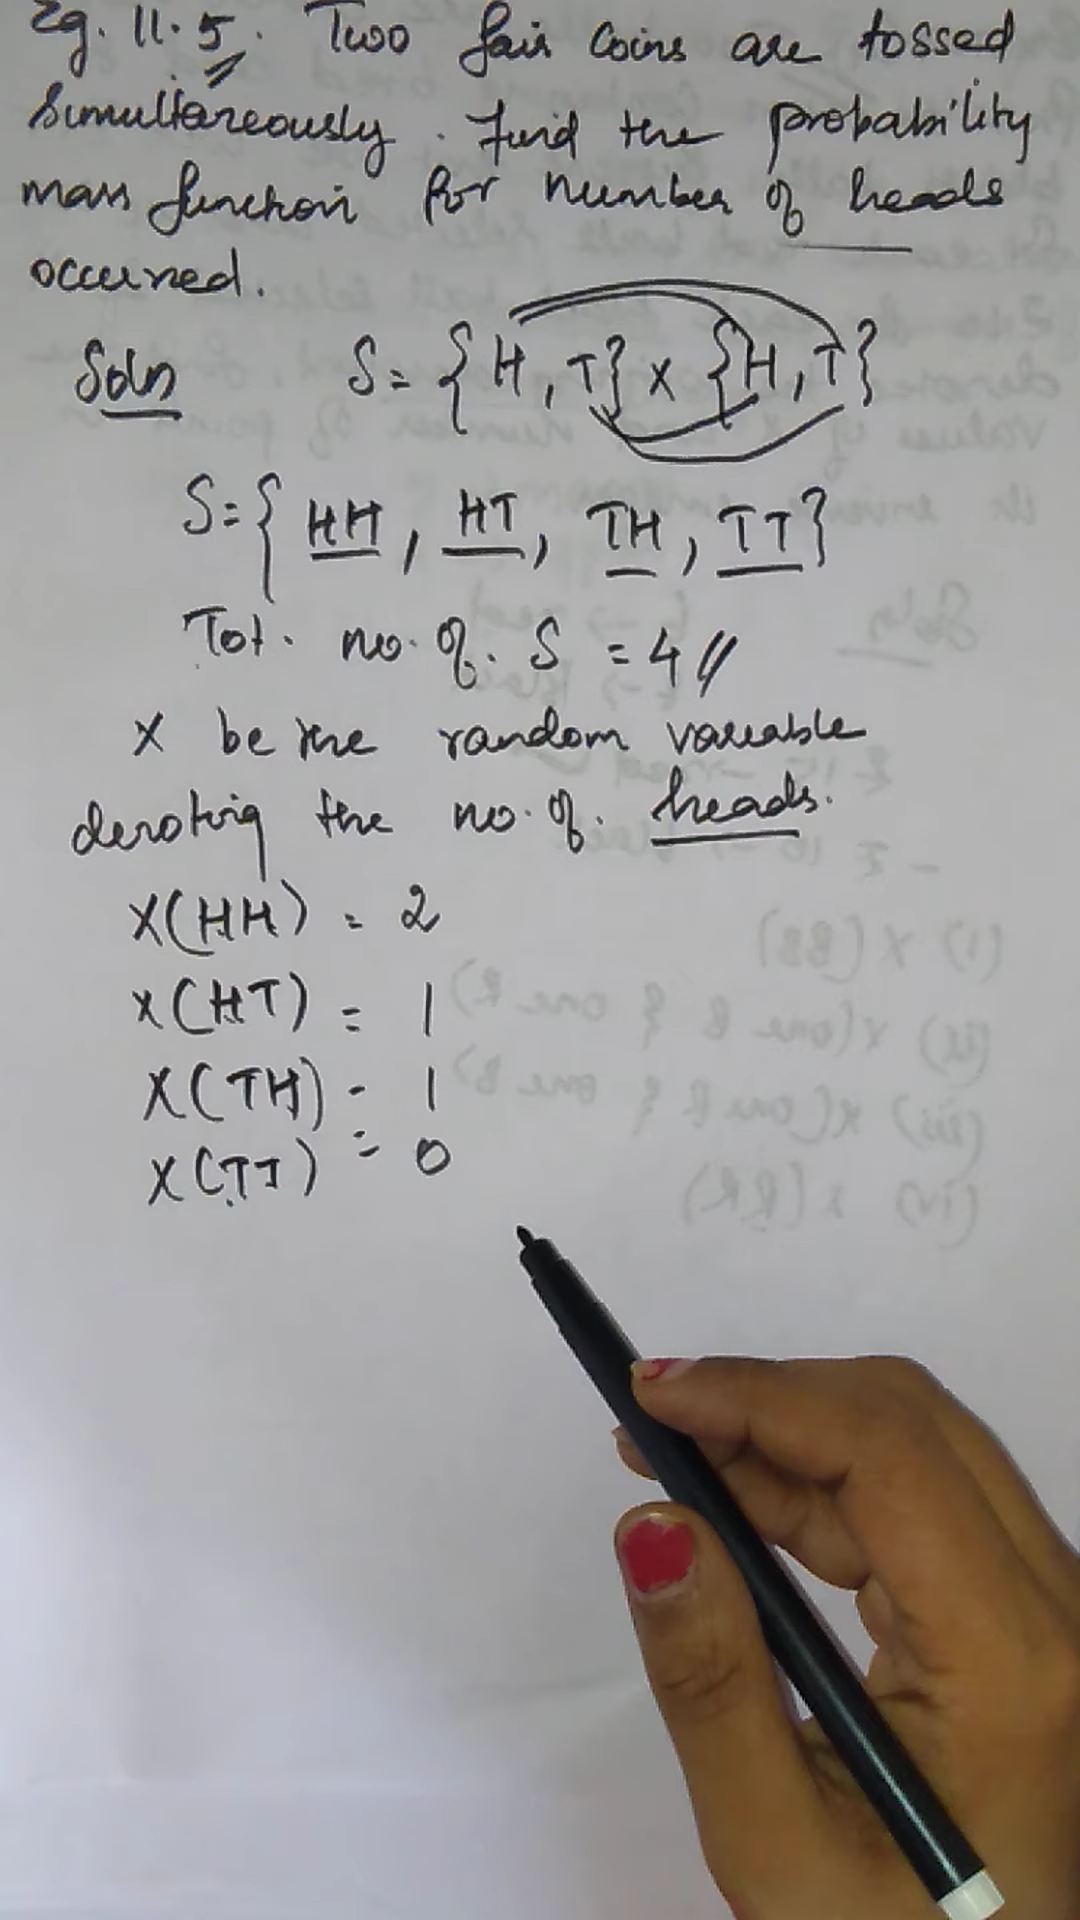 Eg. 11.5. Two fair coins are tossed
simultaneously. Find the probability
mass function for number of heads
occurred.
Soln S = {H, T} x {H, T}
S = { HH, HT, TH, TT}
Tot. no. of. S = 4 //
X be the random variable
denoting the no. of. heads.
X(HH) = 2
X(HT) = 1
X(TH) = 1
X(TT) = 0